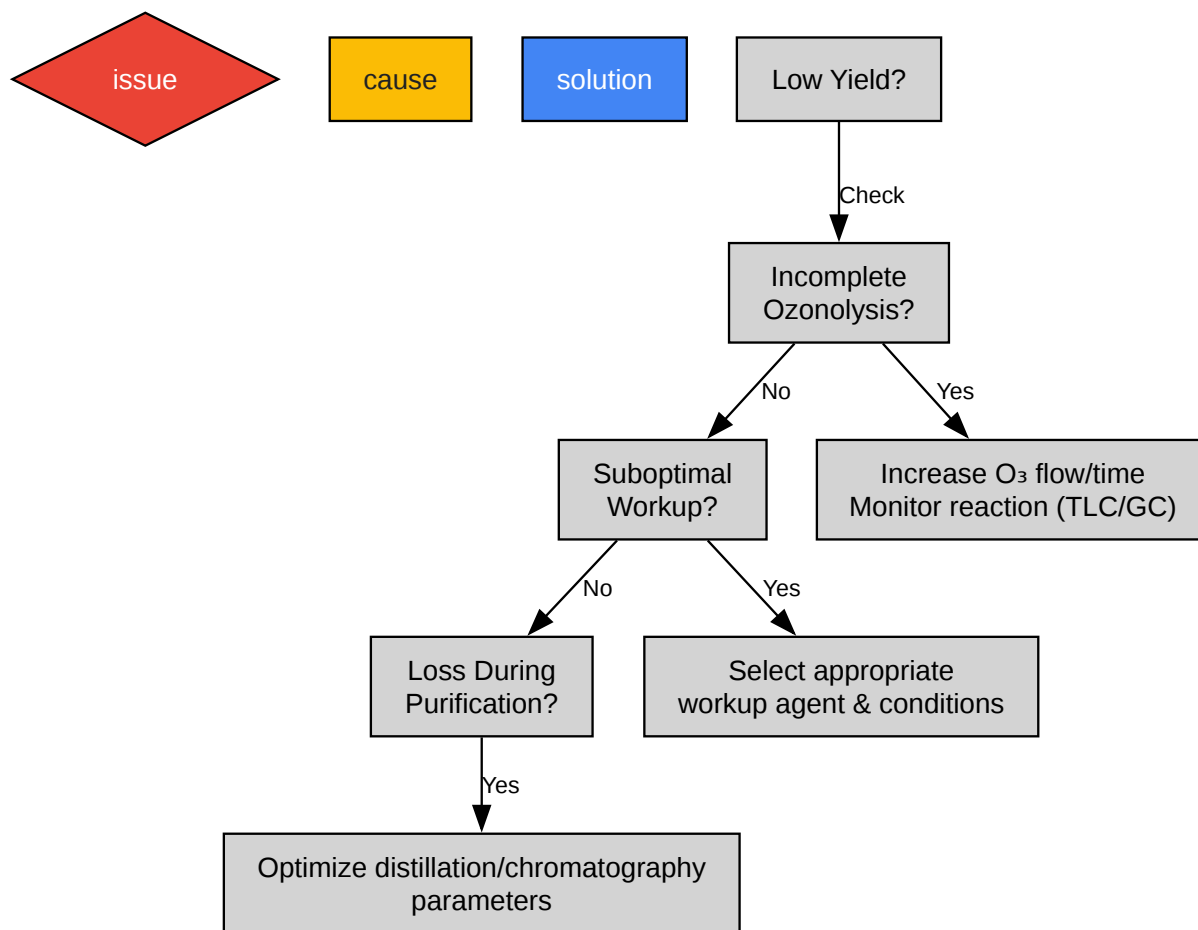 issue
cause
solution
Low Yield?
Check
Incomplete
Ozonolysis?
No
Yes
Suboptimal
Workup?
Increase O₃ flow/time
Monitor reaction (TLC/GC)
No
Yes
Loss During
Purification?
Select appropriate
workup agent & conditions
Yes
Optimize distillation/chromatography
parameters